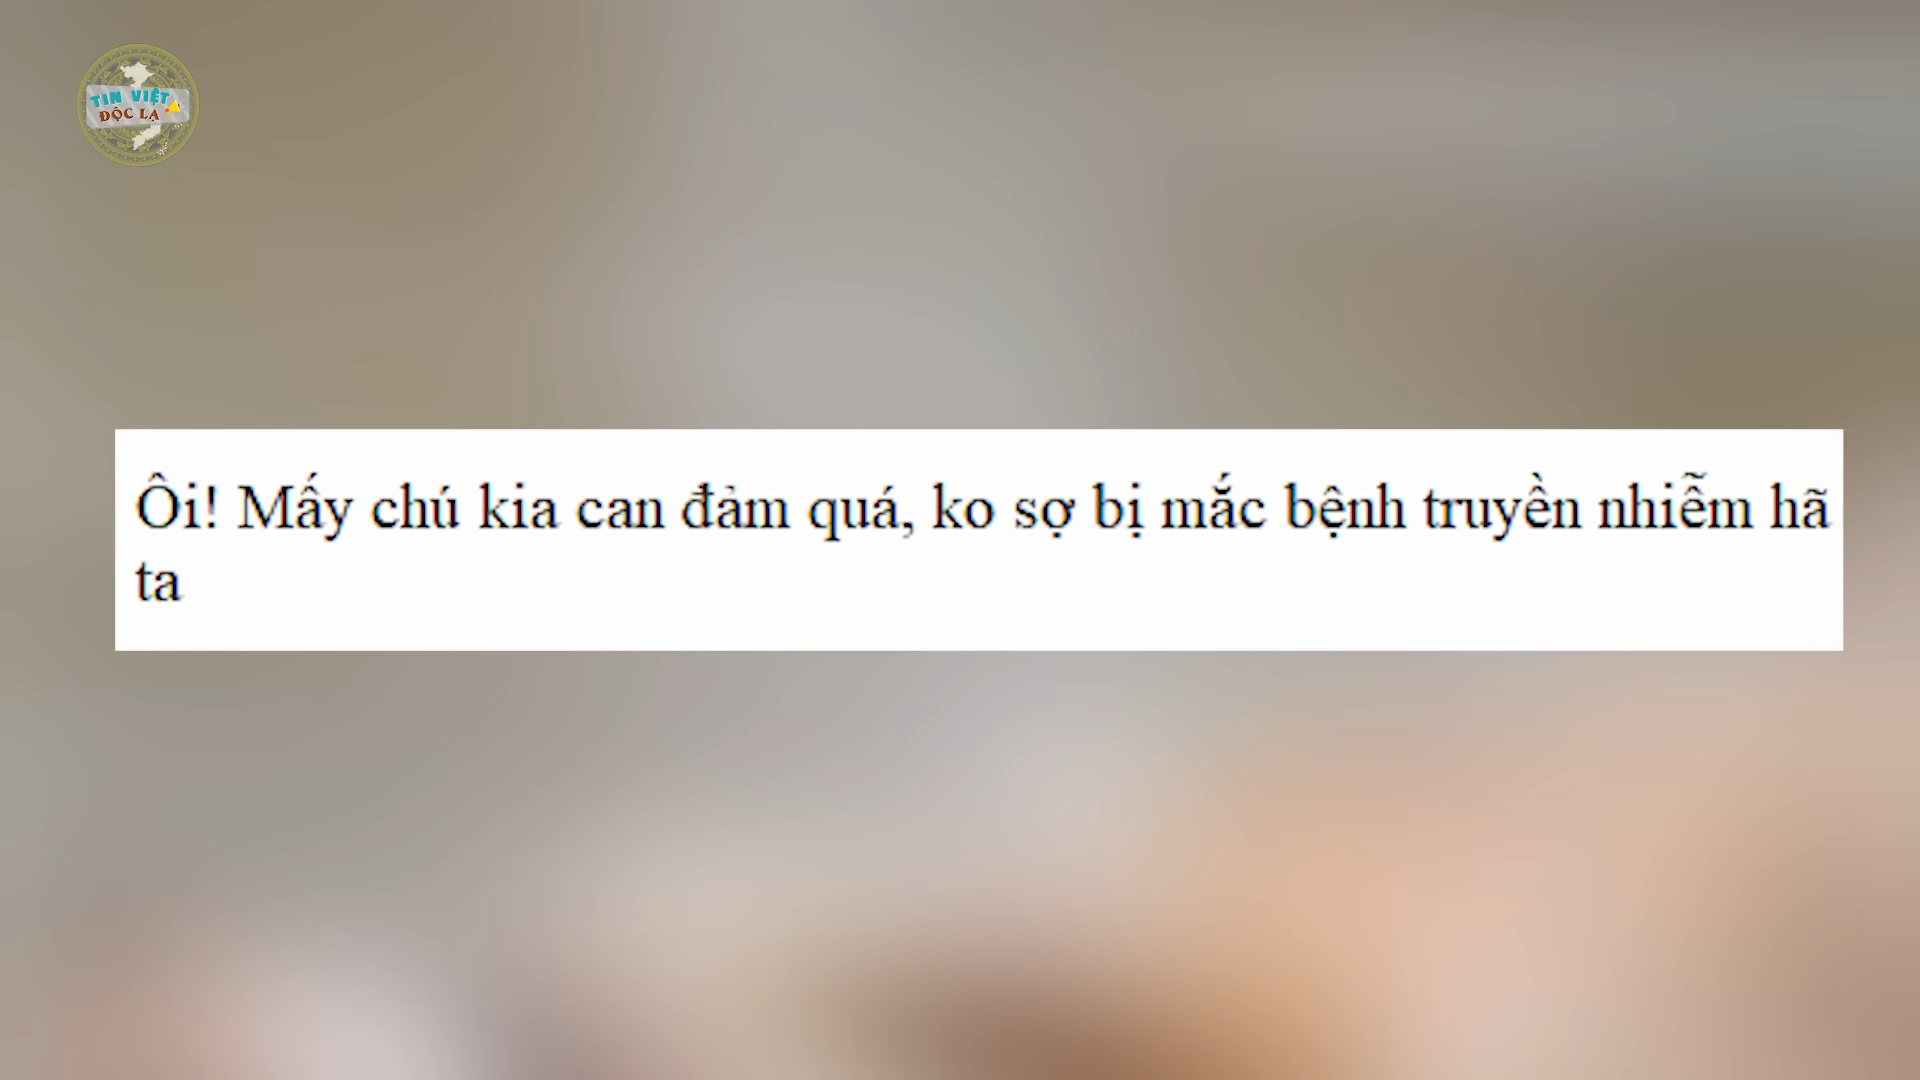 TIN VIỆT
ĐỘC LẠ
Ôi! Mấy chú kia can đảm quá, ko sợ bị mắc bệnh truyền nhiễm hã
ta